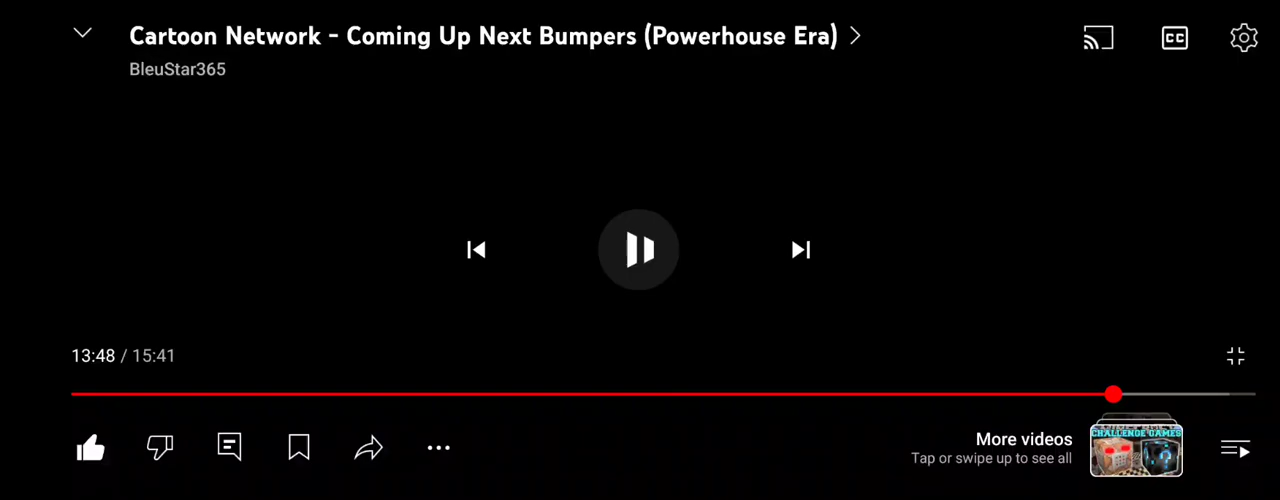 Cartoon Network - Coming Up Next Bumpers (Powerhouse Era)
CC
BleuStar365
13:48 / 15:41
More videos
Tap or swipe up to see all
CHALLENGE GAMES